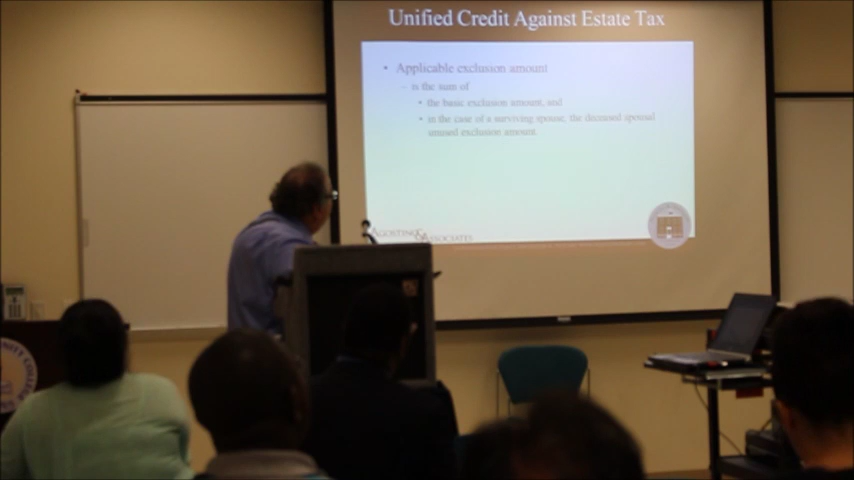 Unified Credit Against Estate Tax
• Applicable exclusion amount
– is the sum of
• the basic exclusion amount, and
• in the case of a surviving spouse, the deceased spousal
unused exclusion amount.
AGOSTINO
& ASSOCIATES